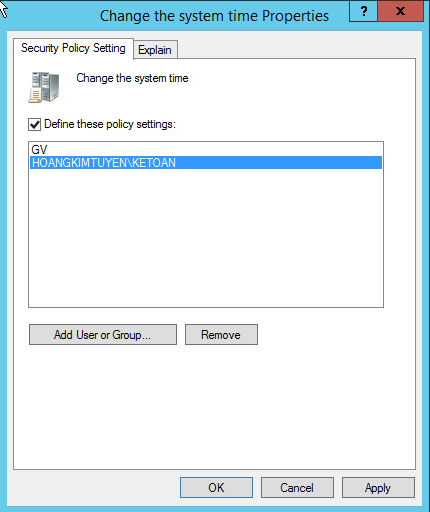 Change the system time Properties
?
x
Security Policy Setting
Explain
Change the system time
Define these policy settings:
GV
HOANGKIMTUYEN\KETOAN
Add User or Group...
Remove
OK
Cancel
Apply